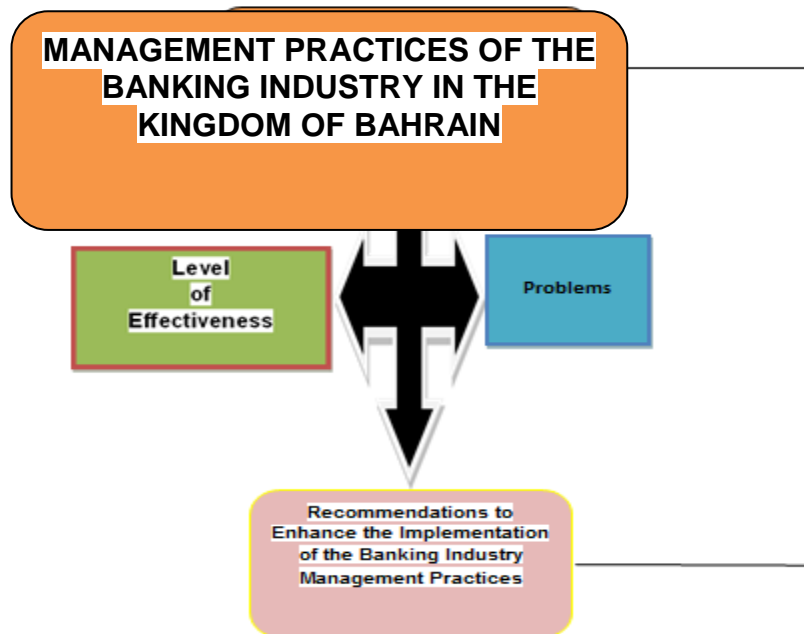 MANAGEMENT PRACTICES OF THE
BANKING INDUSTRY IN THE
KINGDOM OF BAHRAIN
Level
of
Effectiveness
Problems
Recommendations to
Enhance the Implementation
of the Banking Industry
Management Practices